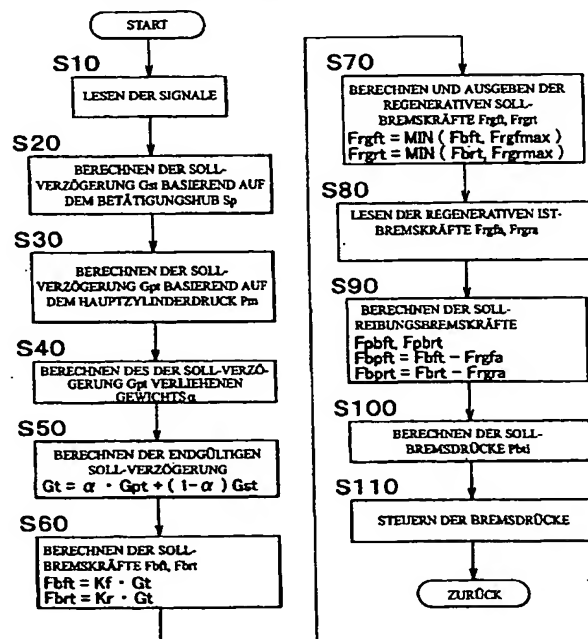 START
S10
LESEN DER SIGNALE
S20
BERECHNEN DER SOLL-
VERZÖGERUNG Gst BASIEREND AUF
DEM BETÄTIGUNGSHUB Sp
S30
BERECHNEN DER SOLL-
VERZÖGERUNG Gpt BASIEREND AUF
DEM HAUPTZYLINDERDRUCK Pm
S40
BERECHNEN DES DER SOLL-VERZÖ-
GERUNG Gpt VERLIEHENEN
GEWICHTS α
S50
BERECHNEN DER ENDGÜLTIGEN
SOLL-VERZÖGERUNG
Gt = α · Gpt + ( 1-α ) Gst
S60
BERECHNEN DER SOLL-
BREMSKRÄFTE Fbft, Fbrt
Fbft = Kf · Gt
Fbrt = Kr · Gt
S70
BERECHNEN UND AUSGEBEN DER
REGENERATIVEN SOLL-
BREMSKRÄFTE Frgft, Frgrt
Frgft = MIN ( Fbft, Frgfmax )
Frgrt = MIN ( Fbrt, Frgrmax )
S80
LESEN DER REGENERATIVEN IST-
BREMSKRÄFTE Frgfa, Frgra
S90
BERECHNEN DER SOLL-
REIBUNGSBREMSKRÄFTE
Fpbft, Fpbrt
Fbpft = Fbft − Frgfa
Fbprt = Fbrt − Frgra
S100
BERECHNEN DER SOLL-
BREMSDRÜCKE Pbti
S110
STEUERN DER BREMSDRÜCKE
ZURÜCK